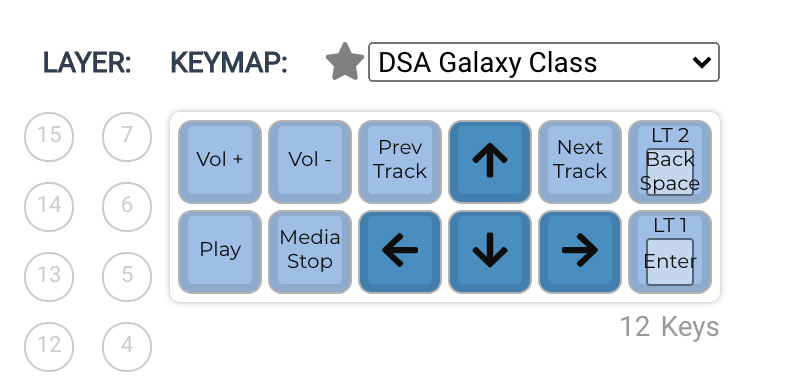 LAYER: KEYMAP: DSA Galaxy Class
15 7
Vol + Vol - Prev Track Next Track LT 2 Back Space
14 6
Play Media Stop LT 1 Enter
13 5
12 Keys
12 4